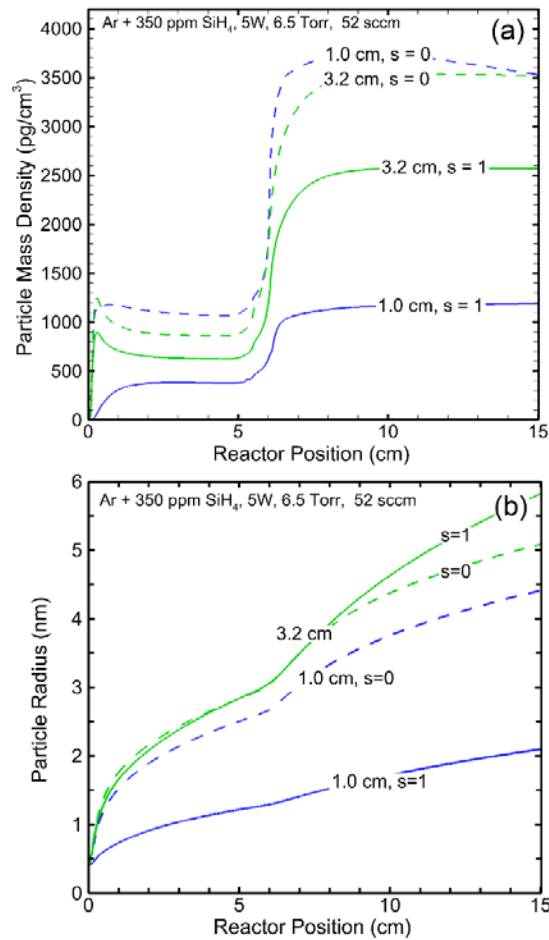 Ar + 350 ppm SiH₄, 5W, 6.5 Torr, 52 sccm
(a)
4000
3500
3000
2500
2000
1500
1000
500
0
Particle Mass Density (pg/cm³)
1.0 cm, s = 0
3.2 cm, s = 0
3.2 cm, s = 1
1.0 cm, s = 1
0 5 10 15
Reactor Position (cm)
Ar + 350 ppm SiH₄, 5W, 6.5 Torr, 52 sccm
(b)
6
5
4
3
2
1
0
Particle Radius (nm)
s=1
s=0
3.2 cm
1.0 cm, s=0
1.0 cm, s=1
0 5 10 15
Reactor Position (cm)